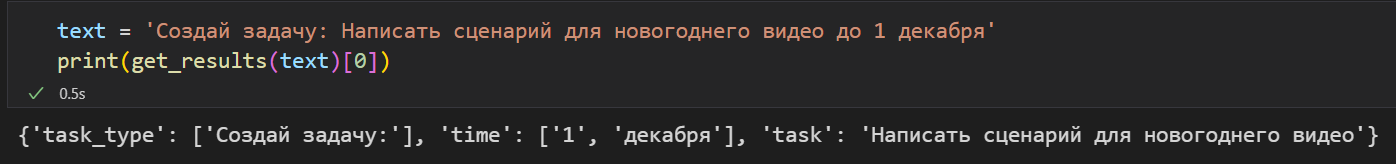 text = 'Создай задачу: Написать сценарий для новогоднего видео до 1 декабря'
print(get_results(text)[0])
0.5s
{'task_type': ['Создай задачу:'], 'time': ['1', 'декабря'], 'task': 'Написать сценарий для новогоднего видео'}